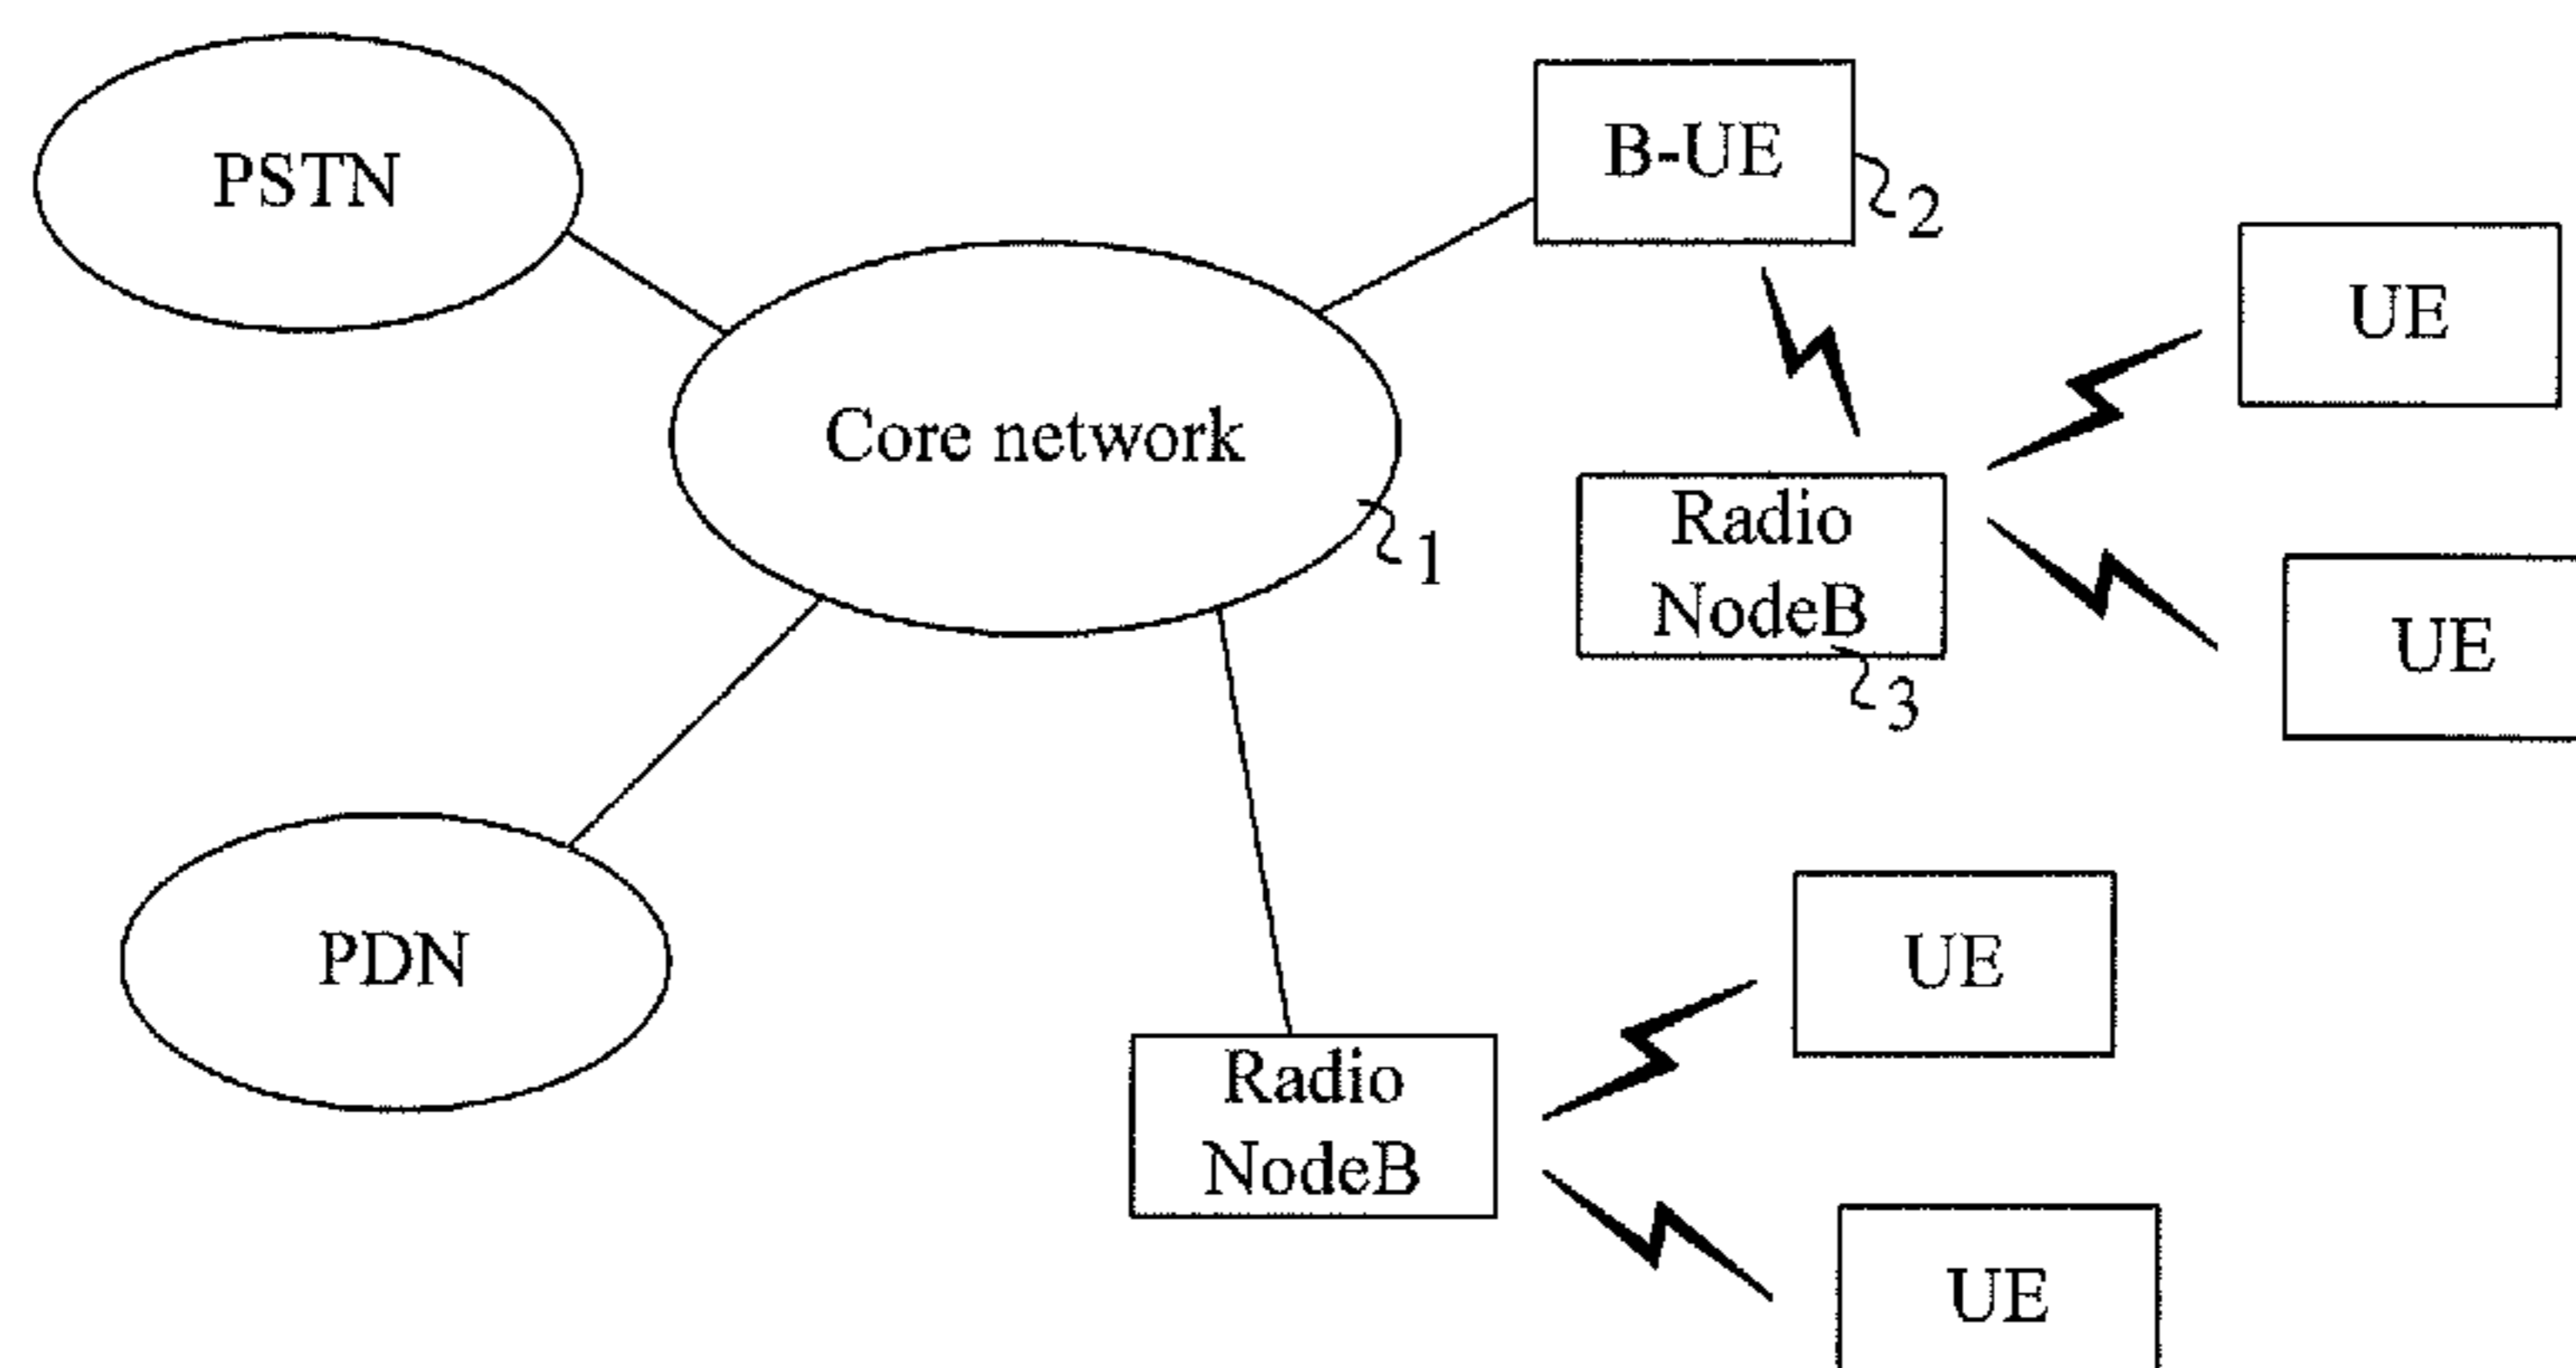 PSTN
B-UE
2
UE
Core network
1
Radio
NodeB
3
UE
PDN
UE
Radio
NodeB
UE